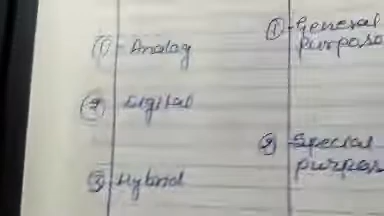 (1) Analog
(2) Digital
(3) Hybrid
(1) General
purpose
(2) Special
purpos